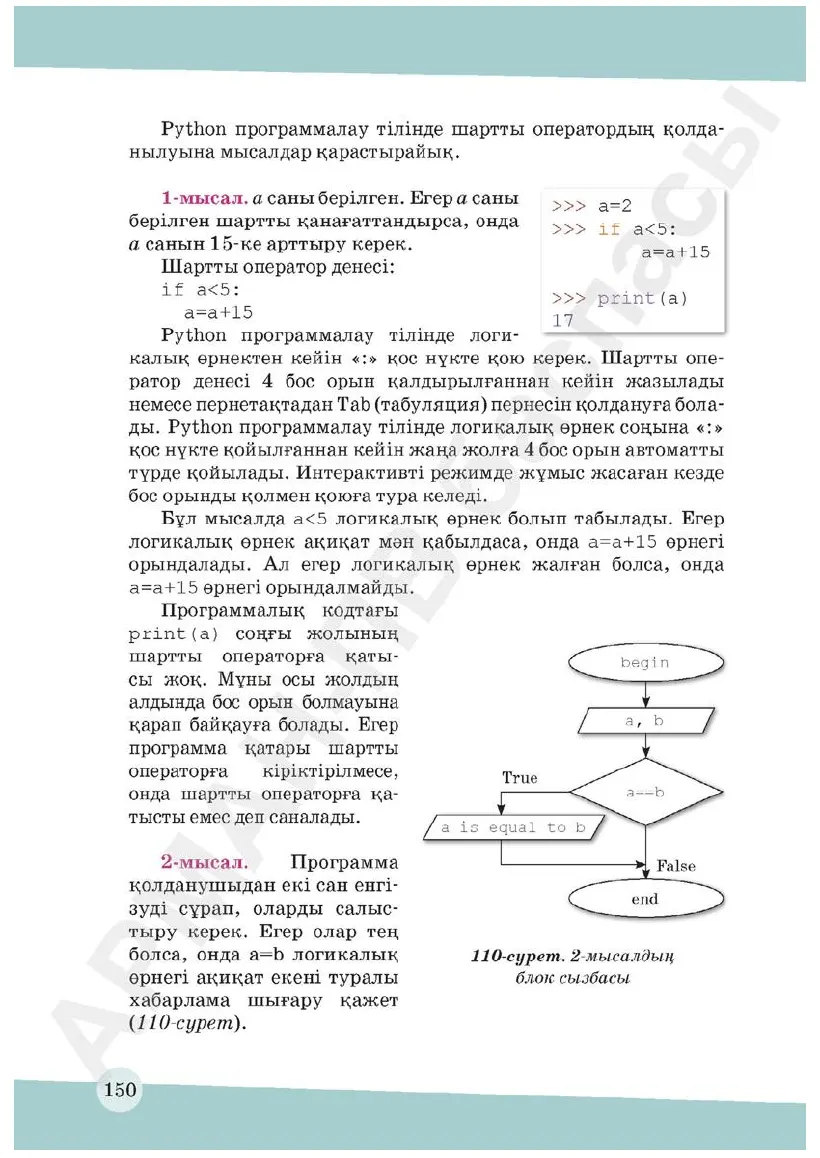 Python программалау тілінде шартты оператордың қолда-
нылуына мысалдар қарастырайық.
1-мысал. a саны берілген. Егер a саны
берілген шартты қанағаттандырса, онда
a санын 15-ке арттыру керек.
Шартты оператор денесі:
if a<5:
a=a+15
>>> a=2
>>> if a<5:
a=a+15
>>> print(a)
17
Python программалау тілінде логи-
калық өрнектен кейін «:» қос нүкте қою керек. Шартты опе-
ратор денесі 4 бос орын қалдырылғаннан кейін жазылады
немесе пернетақтадан Tab (табуляция) пернесін қолдануға бола-
ды. Python программалау тілінде логикалық өрнек соңына «:»
қос нүкте қойылғаннан кейін жаңа жолға 4 бос орын автоматты
түрде қойылады. Интерактивті режимде жұмыс жасаған кезде
бос орынды қолмен қоюға тура келеді.
Бұл мысалда a<5 логикалық өрнек болып табылады. Егер
логикалық өрнек ақиқат мән қабылдаса, онда a=a+15 өрнегі
орындалады. Ал егер логикалық өрнек жалған болса, онда
a=a+15 өрнегі орындалмайды.
Программалық кодтағы
print(a) соңғы жолының
шартты операторға қаты-
сы жоқ. Мұны осы жолдың
алдында бос орын болмауына
қарап байқауға болады. Егер
программа қатары шартты
операторға кіріктірілмесе,
онда шартты операторға қа-
тысты емес деп саналады.
2-мысал. Программа
қолданушыдан екі сан енгі-
зуді сұрап, оларды салыс-
тыру керек. Егер олар тең
болса, онда a=b логикалық
өрнегі ақиқат екені туралы
хабарлама шығару қажет
(110-сурет).
begin
a, b
True
a==b
a is equal to b
False
end
110-сурет. 2-мысалдың
блок сызбасы
150
АРМАН-ПВ баспасы